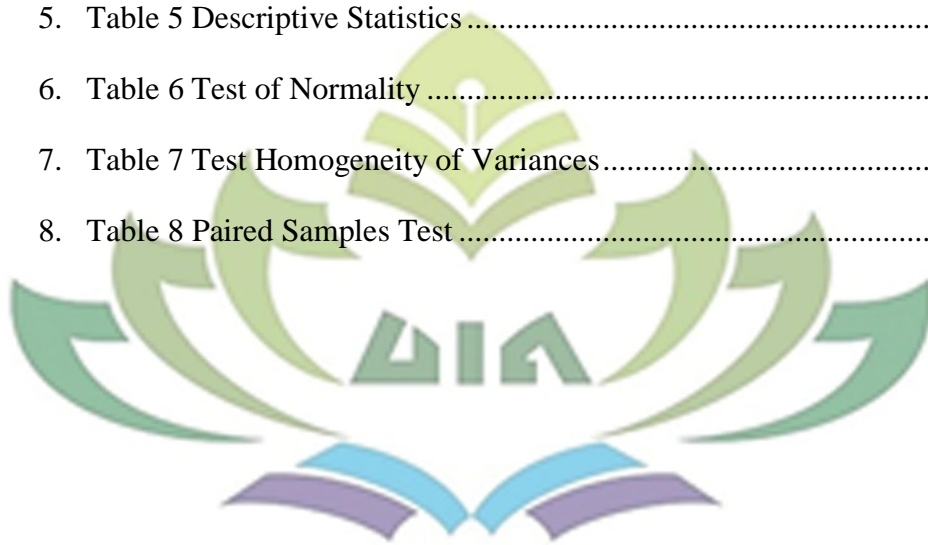 5. Table 5 Descriptive Statistics ........................................................................
6. Table 6 Test of Normality ..............................................................................
7. Table 7 Test Homogeneity of Variances ..................................................
8. Table 8 Paired Samples Test ........................................................................
UIN